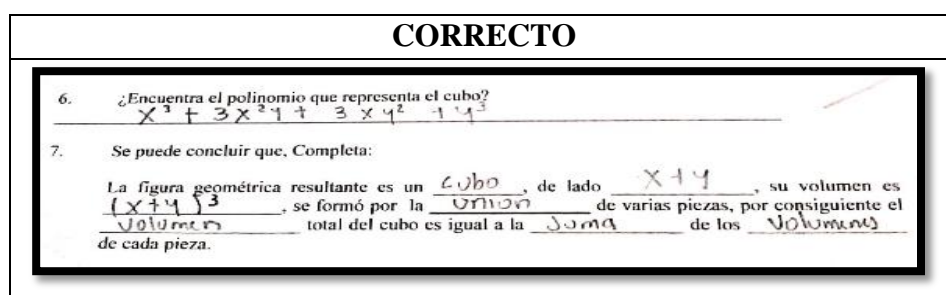 CORRECTO
6. ¿Encuentra el polinomio que representa el cubo?
x³ + 3x²y + 3xy² + y³
7. Se puede concluir que, Completa:
La figura geométrica resultante es un cubo, de lado x+y, su volumen es
(x+y)³, se formó por la union de varias piezas, por consiguiente el
volumen total del cubo es igual a la suma de los volumenes
de cada pieza.